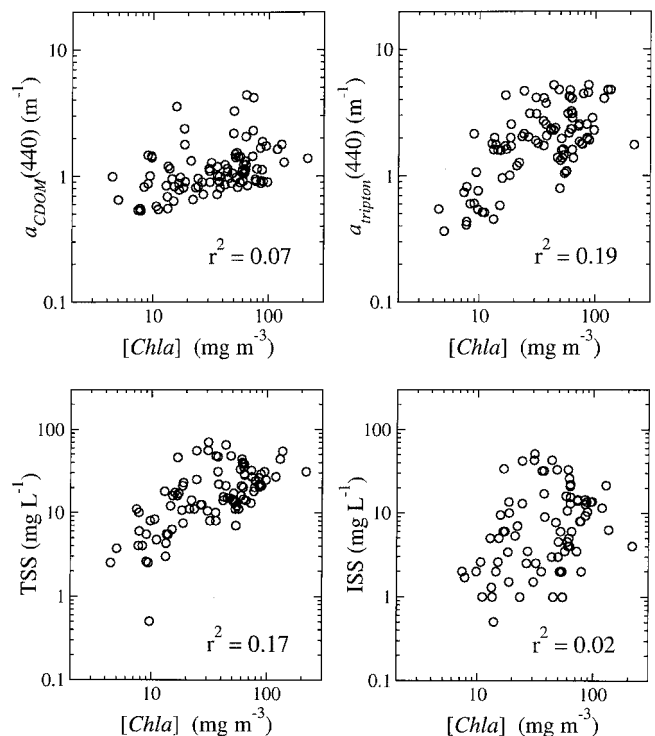 10
1
0.1
a_CDOM(440) (m⁻¹)
r² = 0.07
10 100
[Chla] (mg m⁻³)
10
1
0.1
a_tripton(440) (m⁻¹)
r² = 0.19
10 100
[Chla] (mg m⁻³)
100
10
1
0.1
TSS (mg L⁻¹)
r² = 0.17
10 100
[Chla] (mg m⁻³)
100
10
1
0.1
ISS (mg L⁻¹)
r² = 0.02
10 100
[Chla] (mg m⁻³)